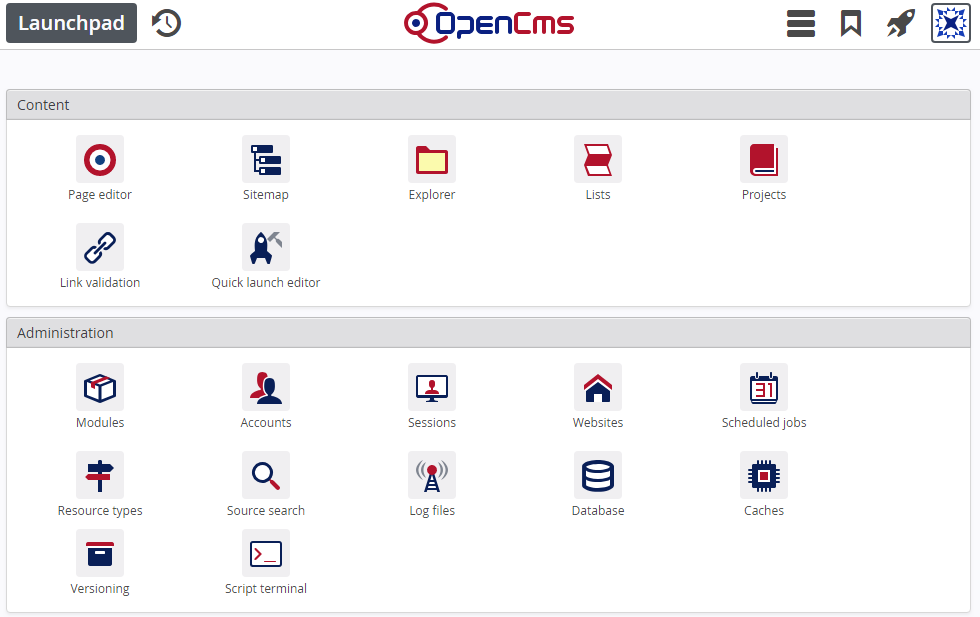 Launchpad
OpenCms
Content
Page editor
Sitemap
Explorer
Lists
Projects
Link validation
Quick launch editor
Administration
Modules
Accounts
Sessions
Websites
31
Scheduled jobs
Resource types
Source search
Log files
Database
Caches
Versioning
Script terminal